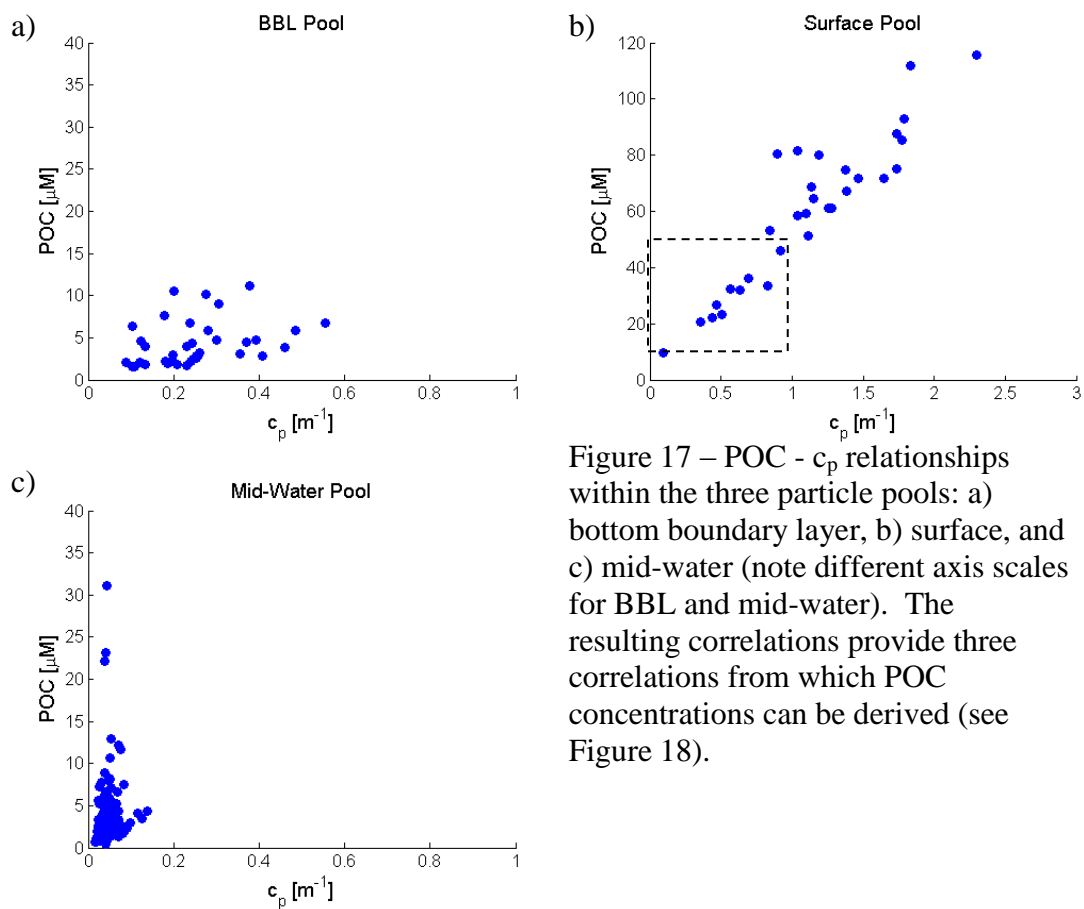 a)
BBL Pool
40
35
30
25
20
15
10
5
0
POC [μM]
0 0.2 0.4 0.6 0.8 1
c_p [m^-1]
b)
Surface Pool
120
100
80
60
40
20
0
POC [μM]
0 0.5 1 1.5 2 2.5 3
c_p [m^-1]
c)
Mid-Water Pool
40
35
30
25
20
15
10
5
0
POC [μM]
0 0.2 0.4 0.6 0.8 1
c_p [m^-1]
Figure 17 – POC - c_p relationships
within the three particle pools: a)
bottom boundary layer, b) surface, and
c) mid-water (note different axis scales
for BBL and mid-water). The
resulting correlations provide three
correlations from which POC
concentrations can be derived (see
Figure 18).